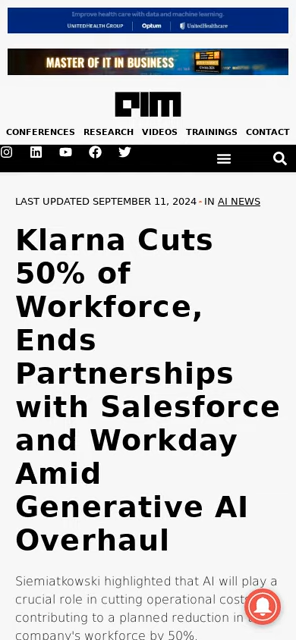 Improve health care with data and machine learning.
UNITEDHEALTH GROUP | Optum | UnitedHealthcare
MASTER OF IT IN BUSINESS
AIM
CONFERENCES RESEARCH VIDEOS TRAININGS CONTACT
LAST UPDATED SEPTEMBER 11, 2024 - IN AI NEWS
Klarna Cuts
50% of
Workforce,
Ends
Partnerships
with Salesforce
and Workday
Amid
Generative AI
Overhaul
Siemiatkowski highlighted that AI will play a
crucial role in cutting operational costs,
contributing to a planned reduction in
company's workforce by 50%.